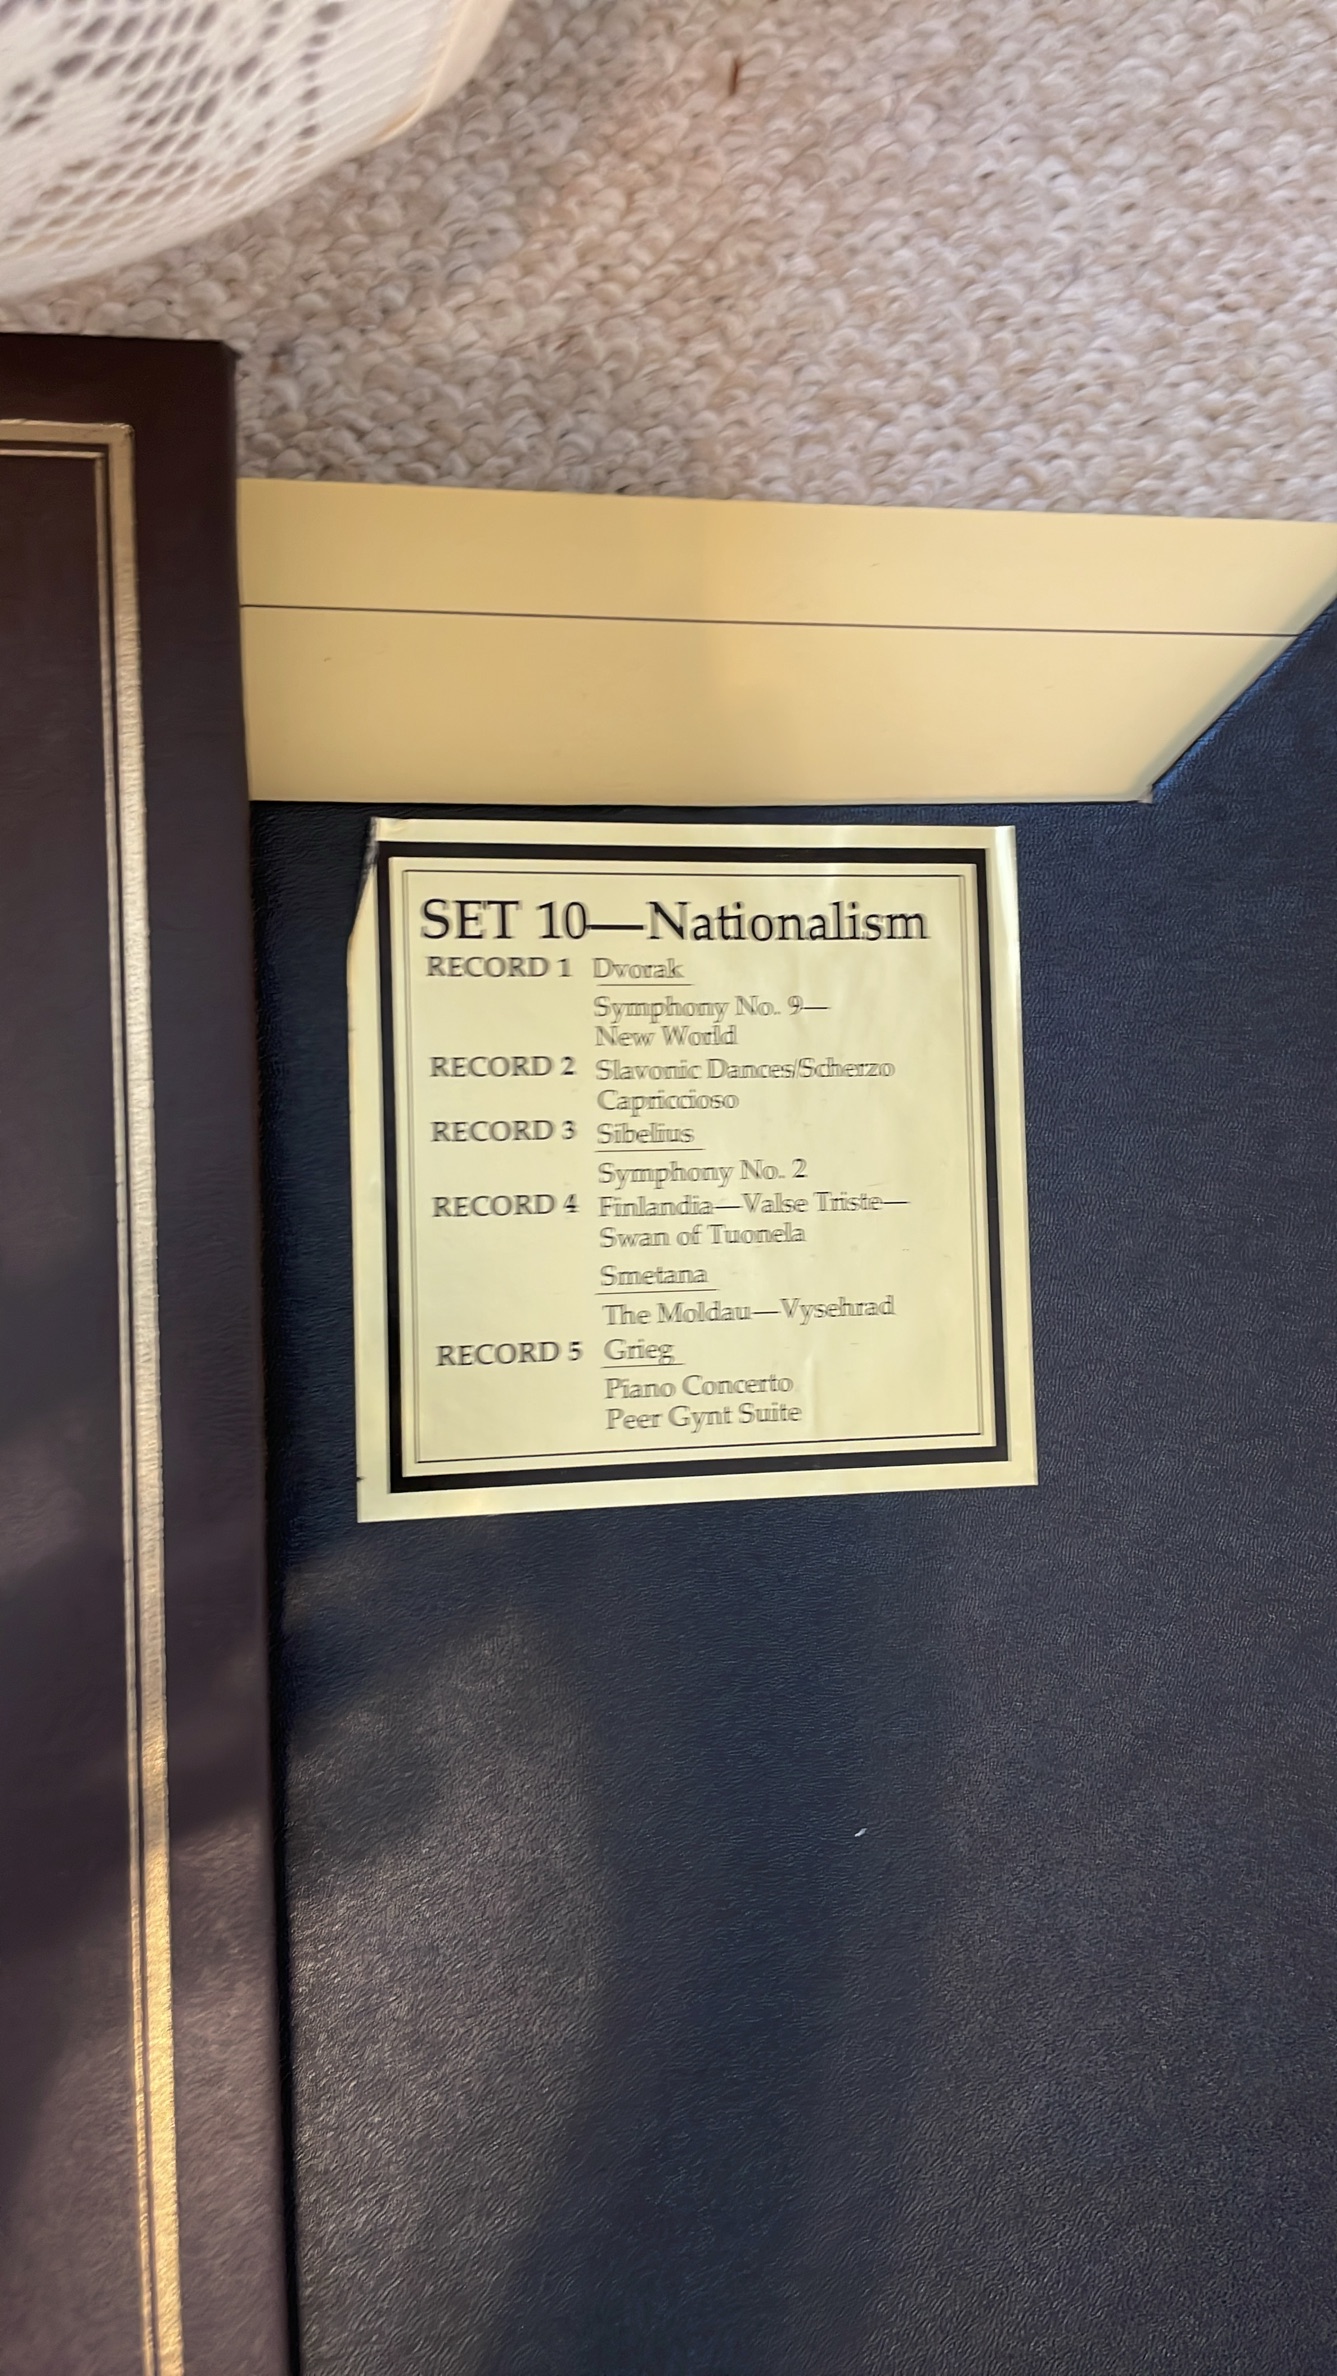 SET 10—Nationalism
RECORD 1 Dvorak
Symphony No. 9—
New World
RECORD 2 Slavonic Dances/Scherzo
Capriccioso
RECORD 3 Sibelius
Symphony No. 2
RECORD 4 Finlandia—Valse Triste—
Swan of Tuonela
Smetana
The Moldau—Vysehrad
RECORD 5 Grieg
Piano Concerto
Peer Gynt Suite